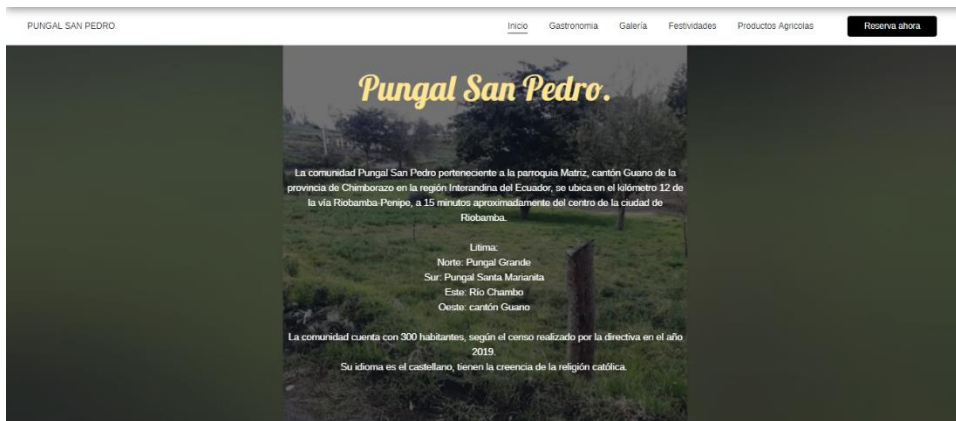 PUNGAL SAN PEDRO
Inicio Gastronomia Galería Festividades Productos Agricolas Reserva ahora
Pungal San Pedro.
La comunidad Pungal San Pedro perteneciente a la parroquia Matriz, cantón Guano de la
provincia de Chimborazo en la región Interandina del Ecuador, se ubica en el kilómetro 12 de
la vía Riobamba-Penipe, a 15 minutos aproximadamente del centro de la ciudad de
Riobamba.
Litima:
Norte: Pungal Grande
Sur: Pungal Santa Marianita
Este: Río Chambo
Oeste: cantón Guano
La comunidad cuenta con 300 habitantes, según el censo realizado por la directiva en el año
2019.
Su idioma es el castellano, tienen la creencia de la religión católica.